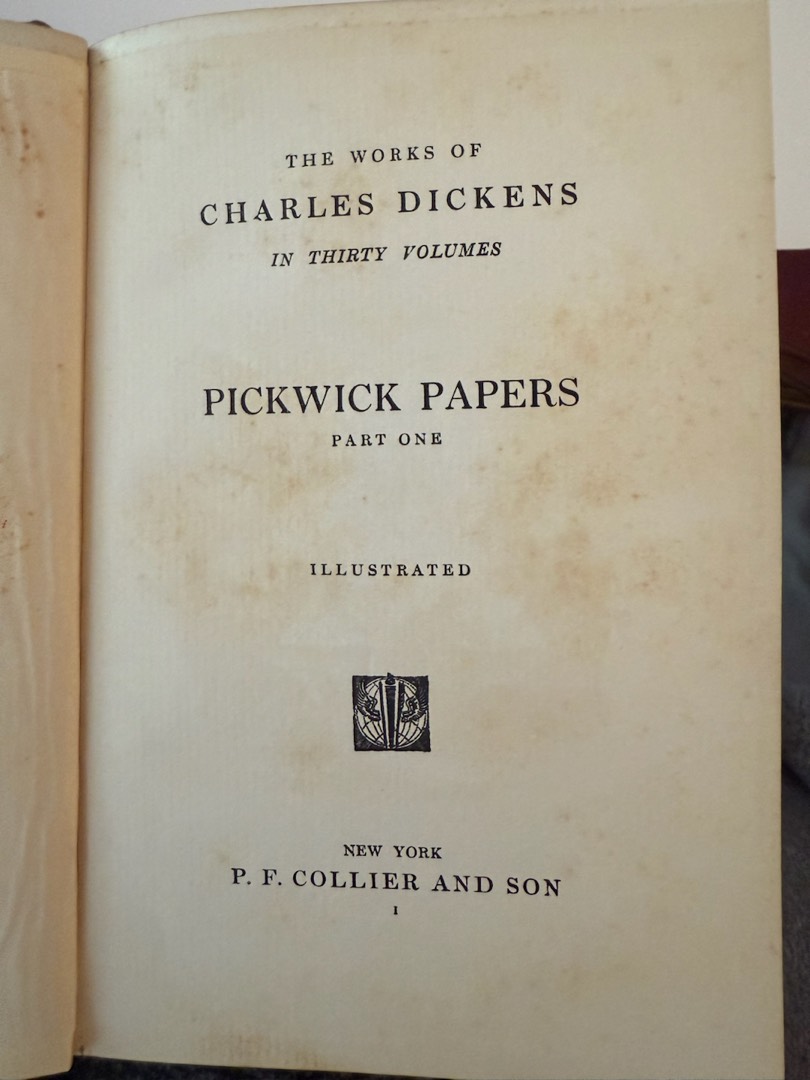 THE WORKS OF
CHARLES DICKENS
IN THIRTY VOLUMES
PICKWICK PAPERS
PART ONE
ILLUSTRATED
NEW YORK
P. F. COLLIER AND SON
I